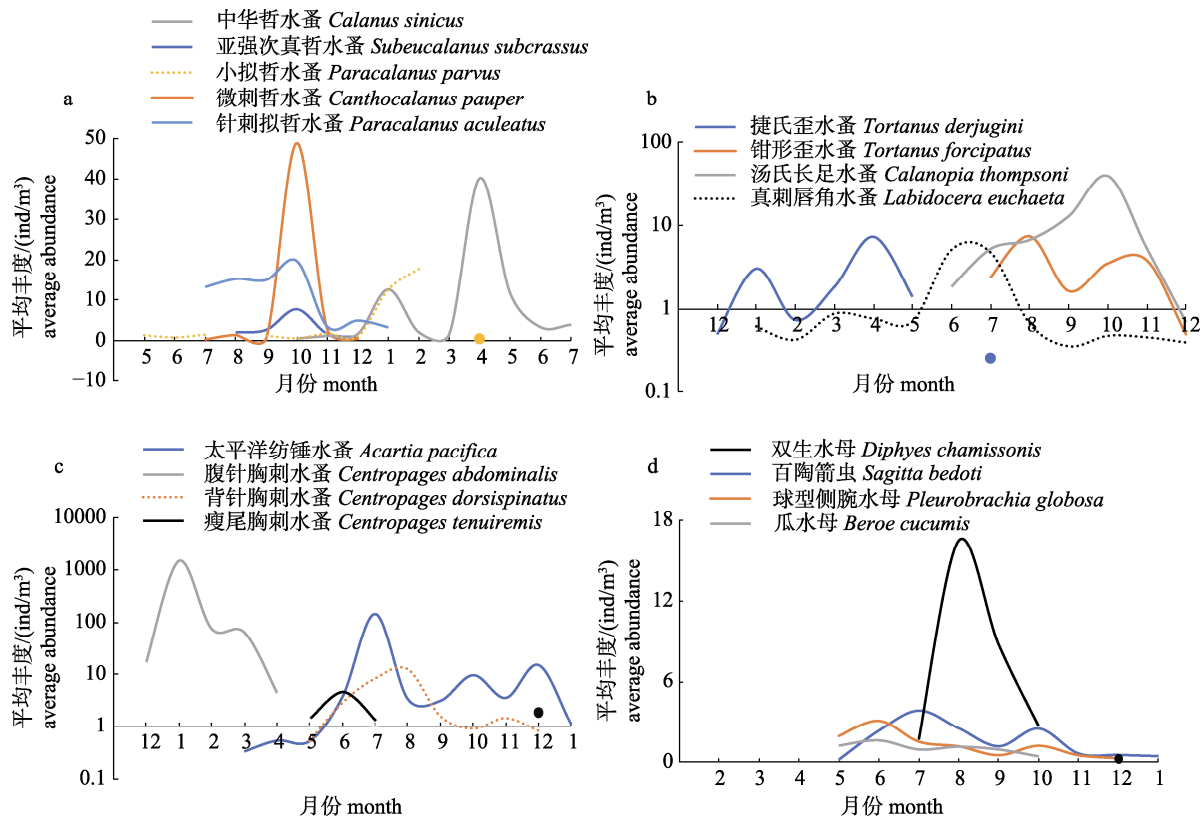 中华哲水蚤 Calanus sinicus
亚强次真哲水蚤 Subeucalanus subcrassus
小拟哲水蚤 Paracalanus parvus
微刺哲水蚤 Canthocalanus pauper
针刺拟哲水蚤 Paracalanus aculeatus
a
平均丰度/(ind/m³)
average abundance
50
40
30
20
10
0
−10
5 6 7 8 9 10 11 12 1 2 3 4 5 6 7
月份 month
b
捷氏歪水蚤 Tortanus derjugini
钳形歪水蚤 Tortanus forcipatus
汤氏长足水蚤 Calanopia thompsoni
真刺唇角水蚤 Labidocera euchaeta
平均丰度/(ind/m³)
average abundance
100
10
1
0.1
12 1 2 3 4 5 6 7 8 9 10 11 12
月份 month
c
太平洋纺锤水蚤 Acartia pacifica
腹针胸刺水蚤 Centropages abdominalis
背针胸刺水蚤 Centropages dorsispinatus
瘦尾胸刺水蚤 Centropages tenuiremis
平均丰度/(ind/m³)
average abundance
10000
1000
100
10
1
0.1
12 1 2 3 4 5 6 7 8 9 10 11 12 1
月份 month
d
双生水母 Diphyes chamissonis
百陶箭虫 Sagitta bedoti
球型侧腕水母 Pleurobrachia globosa
瓜水母 Beroe cucumis
平均丰度/(ind/m³)
average abundance
18
12
6
0
2 3 4 5 6 7 8 9 10 11 12 1
月份 month